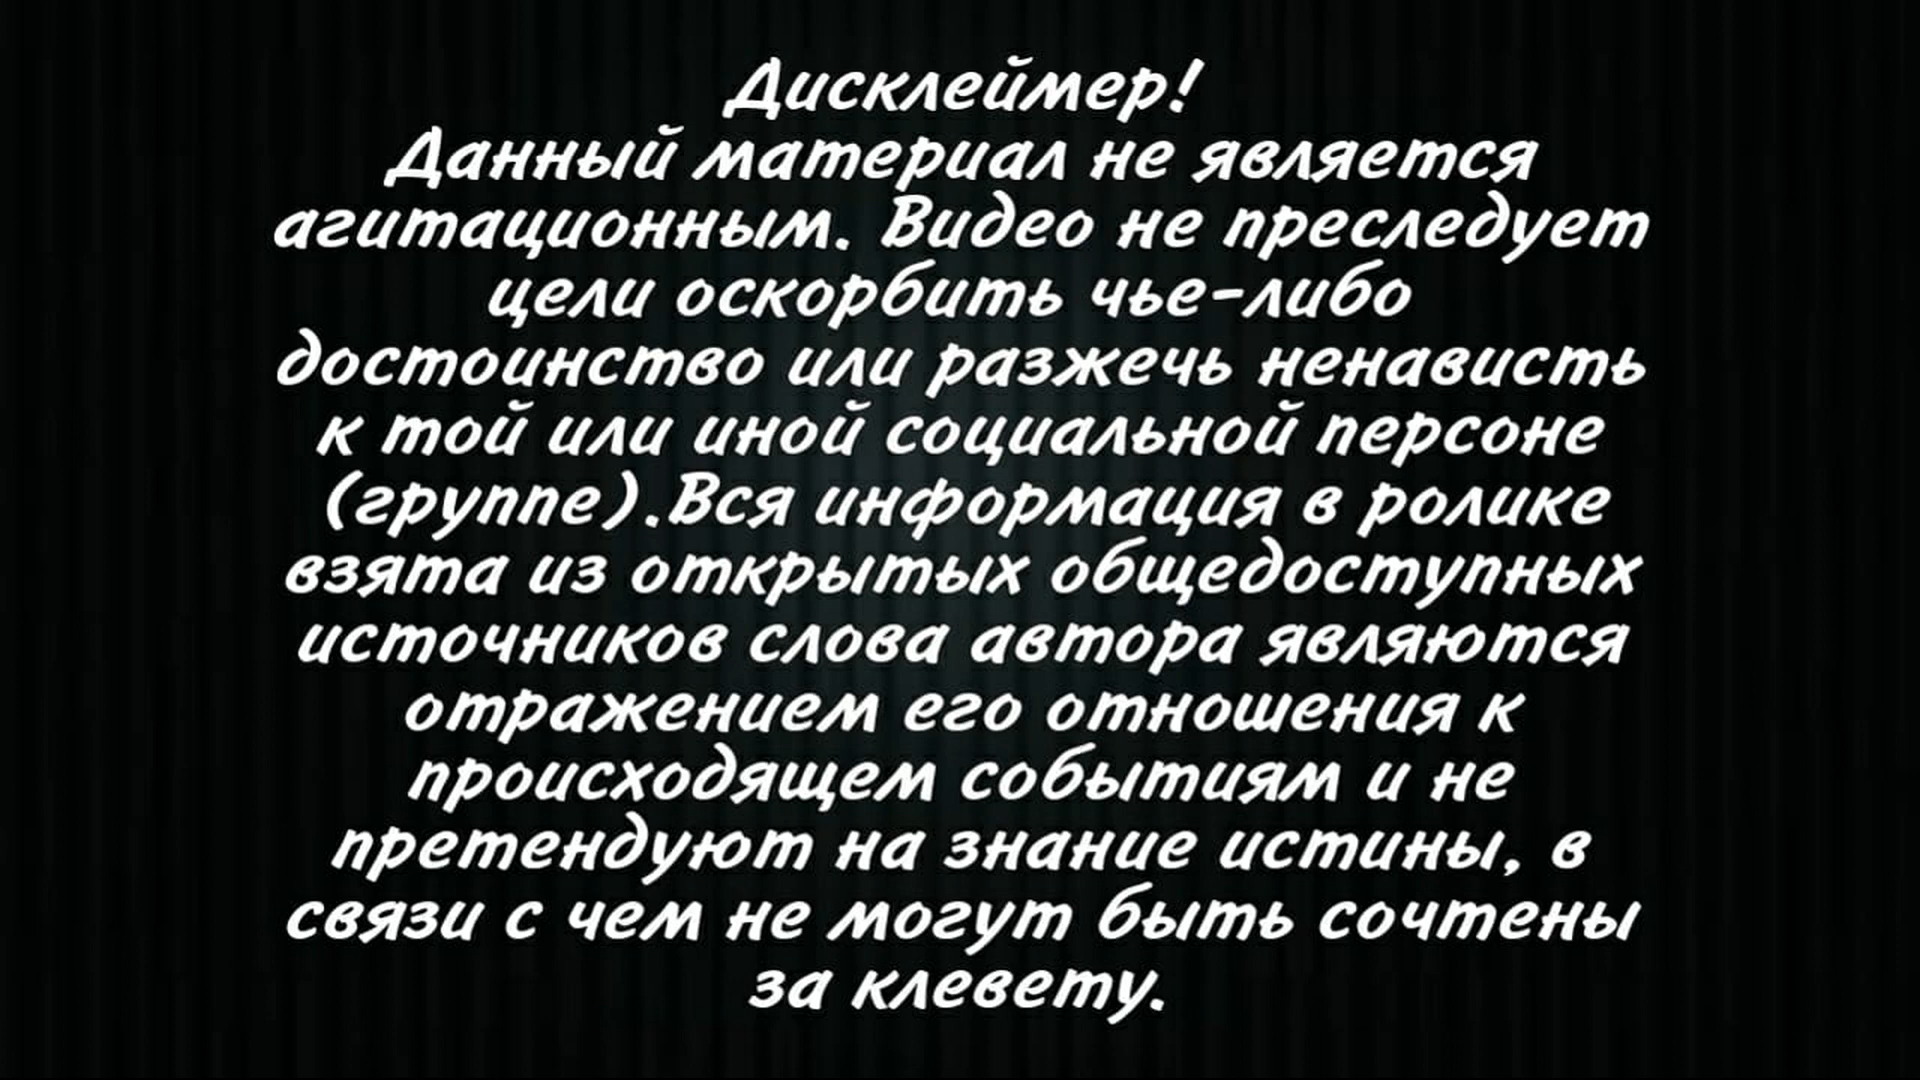 Дисклеймер!
Данный материал не является
агитационным. Видео не преследует
цели оскорбить чье-либо
достоинство или разжечь ненависть
к той или иной социальной персоне
(группе).Вся информация в ролике
взята из открытых общедоступных
источников слова автора являются
отражением его отношения к
происходящем событиям и не
претендуют на знание истины, в
связи с чем не могут быть сочтены
за клевету.